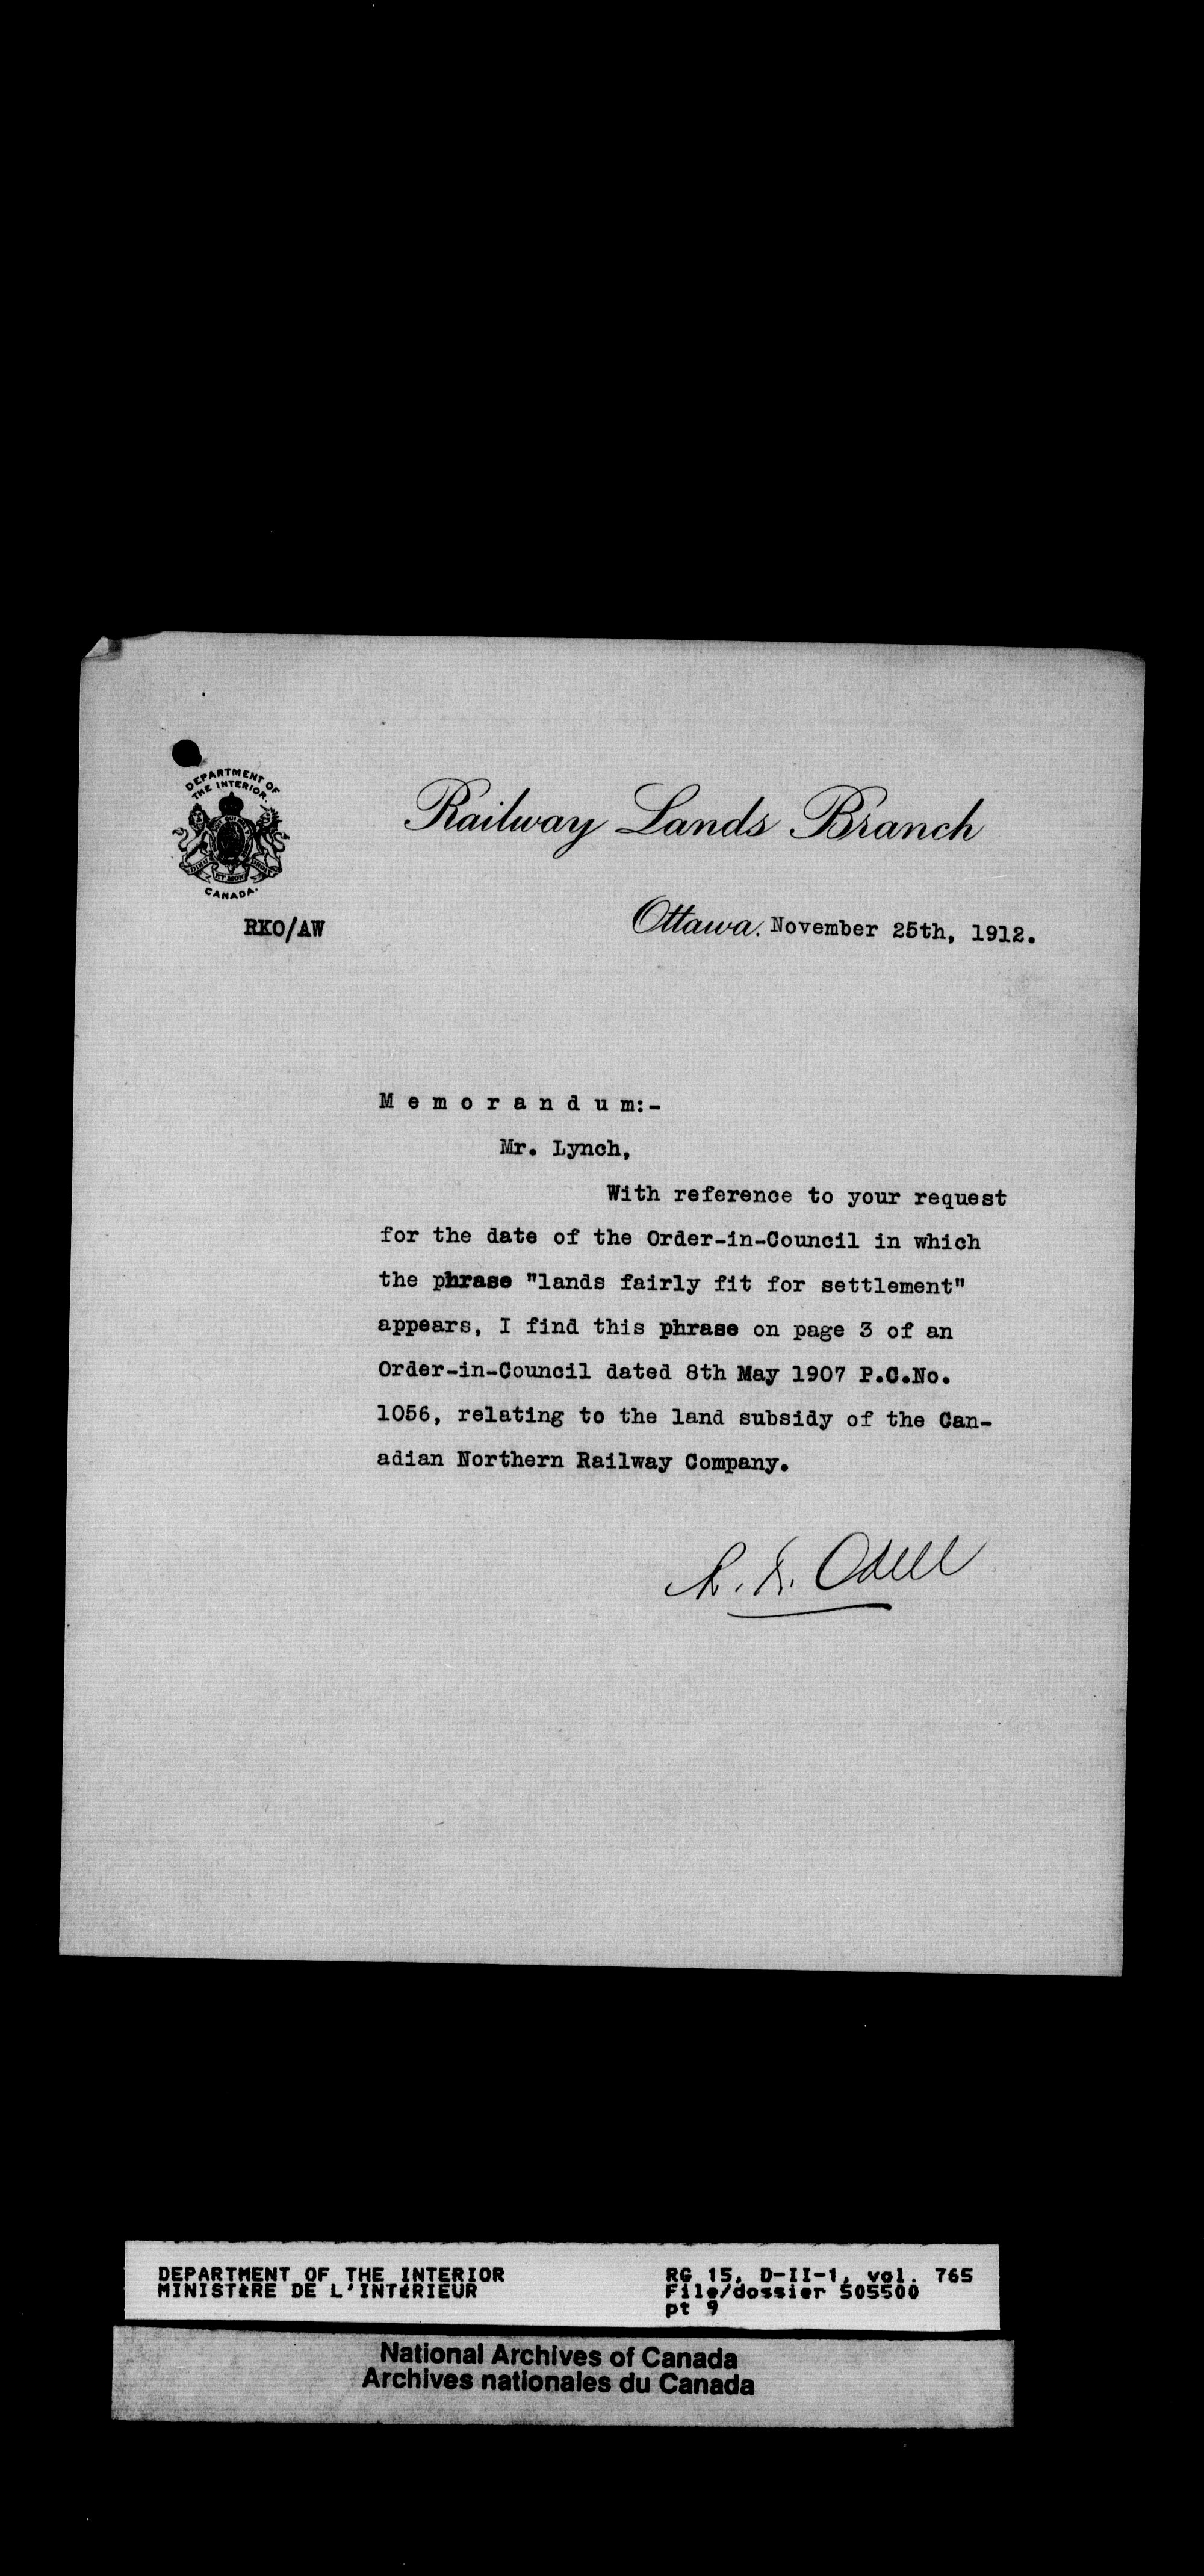 DEPARTMENT OF
THE INTERIOR.
CANADA.
Railway Lands Branch
RKO/AW
Ottawa. November 25th, 1912.
M e m o r a n d u m:-
Mr. Lynch,
With reference to your request
for the date of the Order-in-Council in which
the phrase "lands fairly fit for settlement"
appears, I find this phrase on page 3 of an
Order-in-Council dated 8th May 1907 P.C.No.
1056, relating to the land subsidy of the Can-
adian Northern Railway Company.
R. K. Odell
DEPARTMENT OF THE INTERIOR
MINISTÈRE DE L'INTÉRIEUR
RG 15, D-II-1, vol. 765
File/dossier 505500
pt 9
National Archives of Canada
Archives nationales du Canada